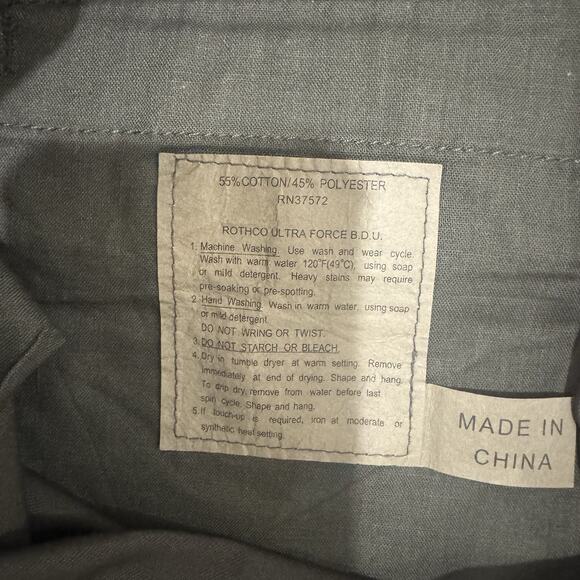 55%COTTON/45% POLYESTER
RN37572
ROTHCO ULTRA FORCE B.D.U.
1. Machine Washing. Use wash and wear cycle.
Wash with warm water 120°F(49°C), using soap
or mild detergent. Heavy stains may require
pre-soaking or pre-spotting.
2. Hand Washing. Wash in warm water, using soap
or mild detergent.
DO NOT WRING OR TWIST.
3. DO NOT STARCH OR BLEACH.
4. Dry in tumble dryer at warm setting. Remove
immediately at end of drying. Shape and hang.
To drip dry, remove from water before last
spin cycle. Shape and hang.
5. If touch-up is required, iron at moderate or
synthetic heat setting.
MADE IN
CHINA